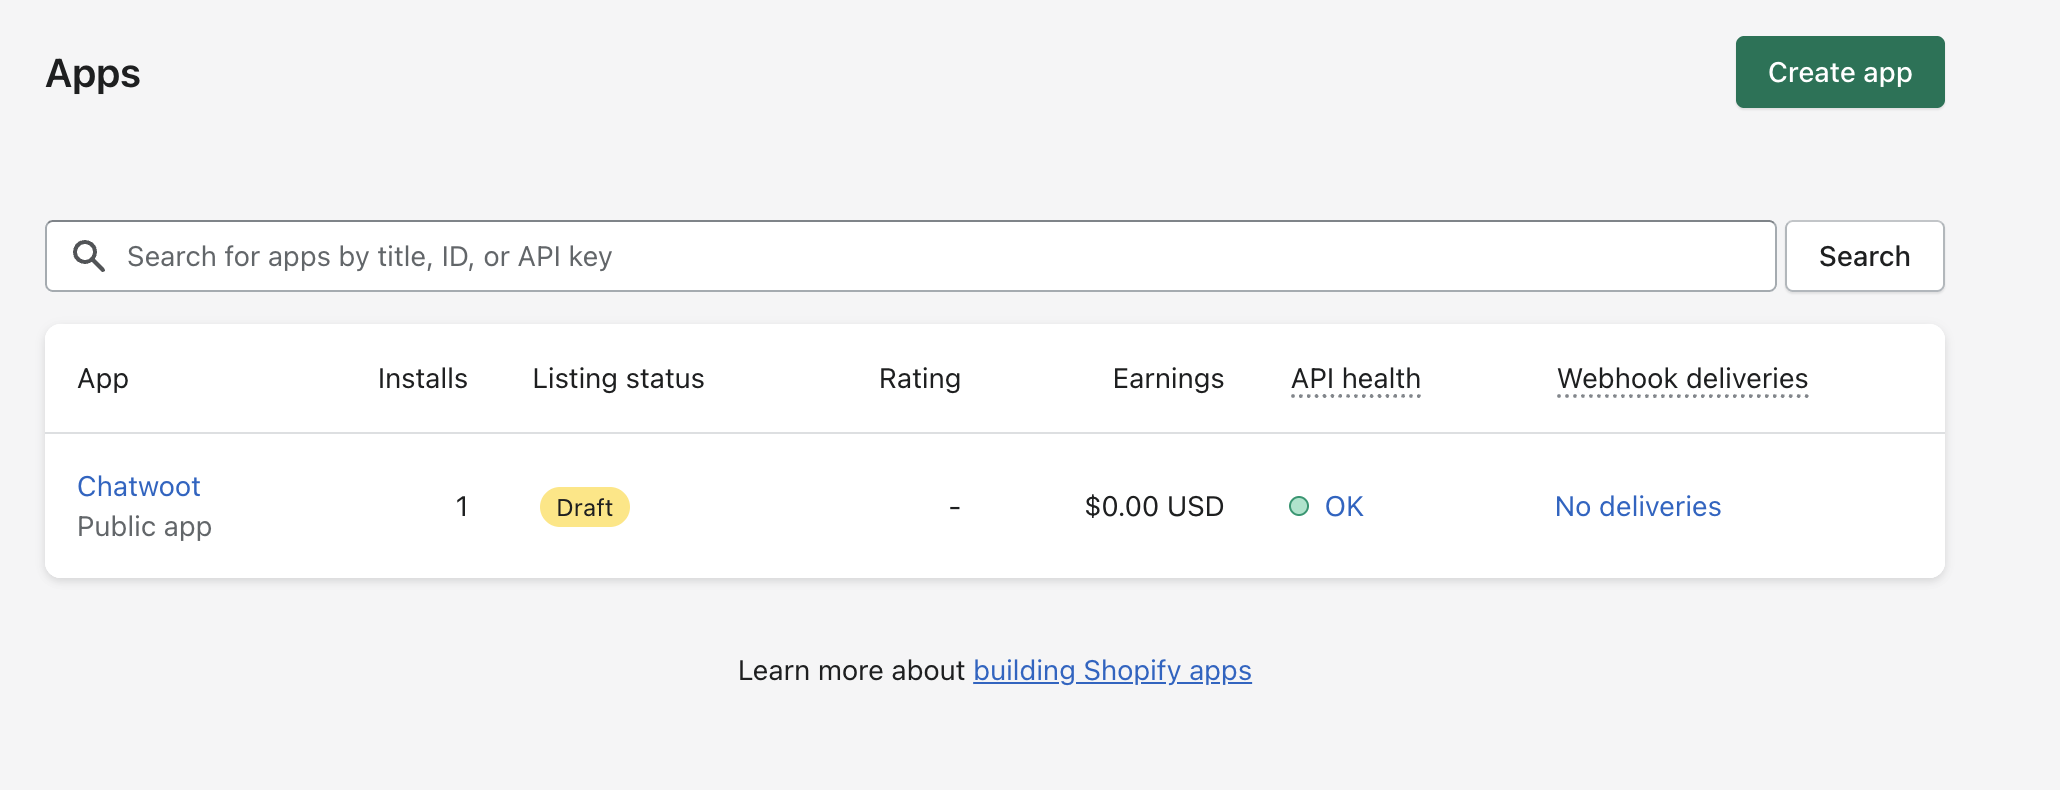 Apps
Create app
Search for apps by title, ID, or API key
Search
App Installs Listing status Rating Earnings API health Webhook deliveries
Chatwoot
Public app
1 Draft - $0.00 USD OK No deliveries
Learn more about building Shopify apps